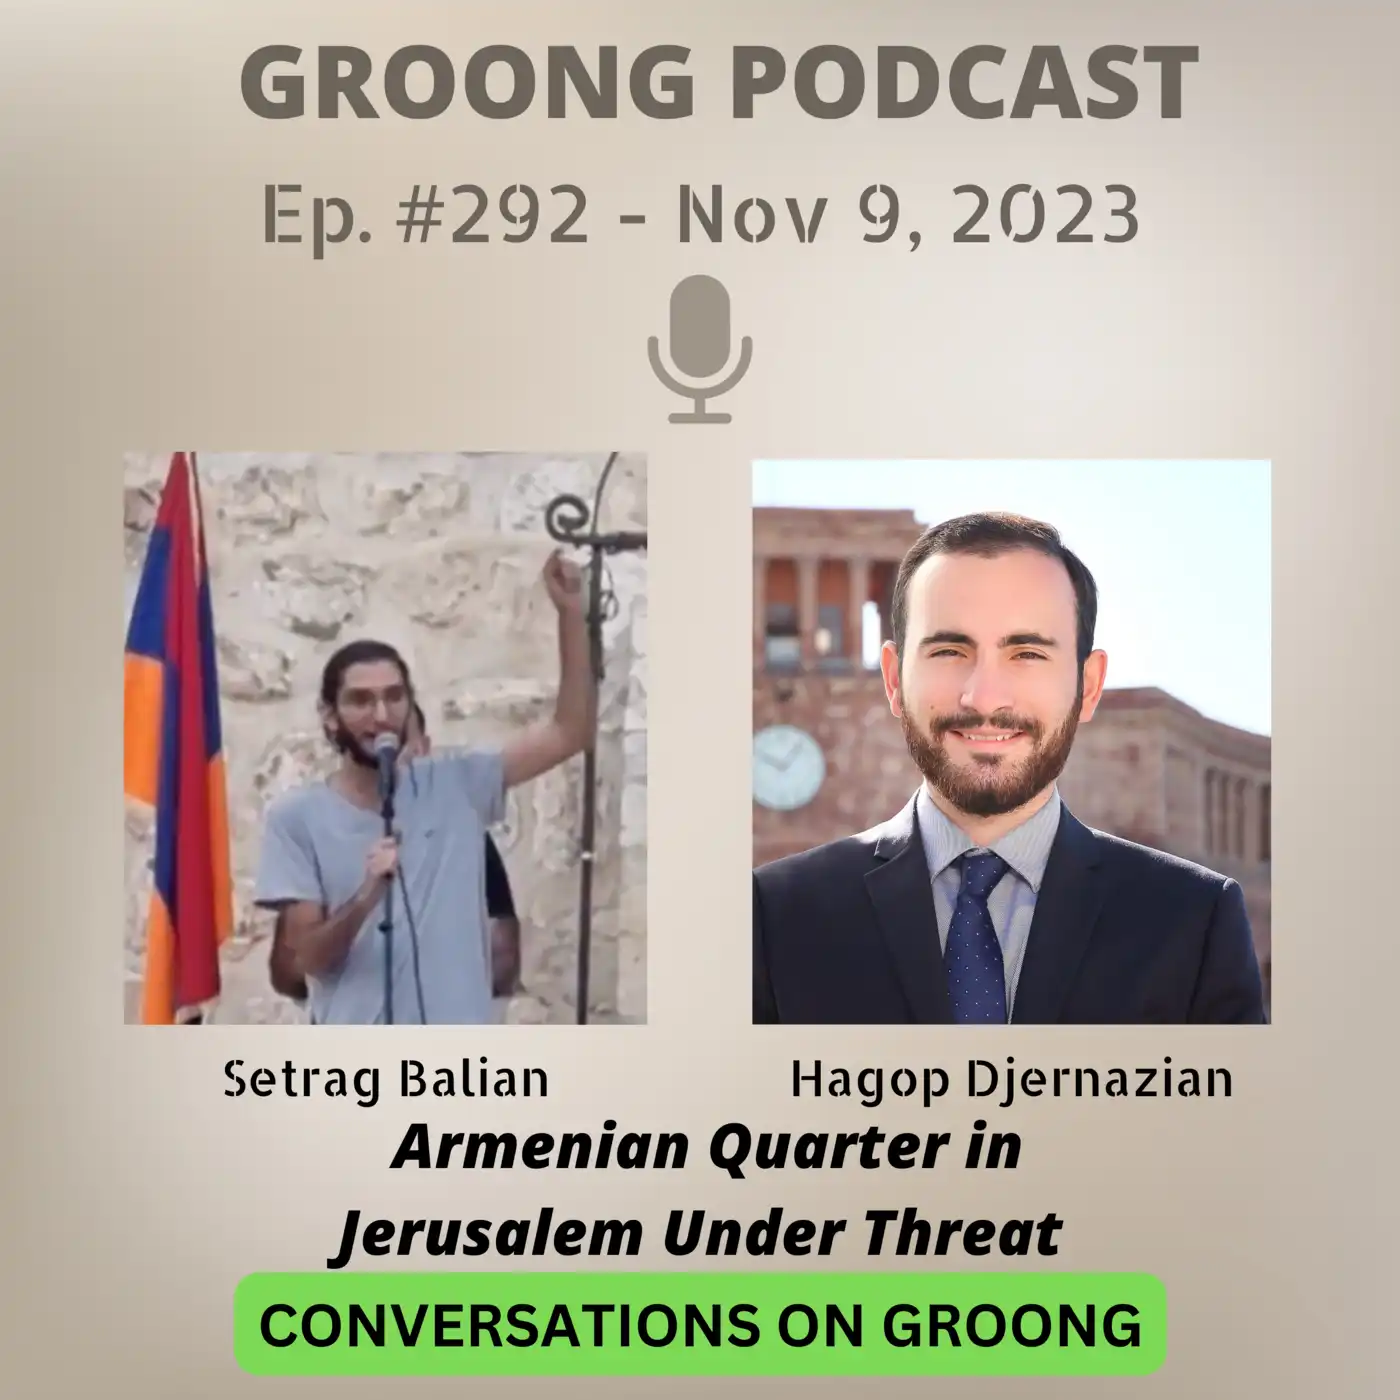 GROONG PODCAST
Ep. #292 - Nov 9, 2023
Setrag Balian
Hagop Djernazian
Armenian Quarter in
Jerusalem Under Threat
CONVERSATIONS ON GROONG